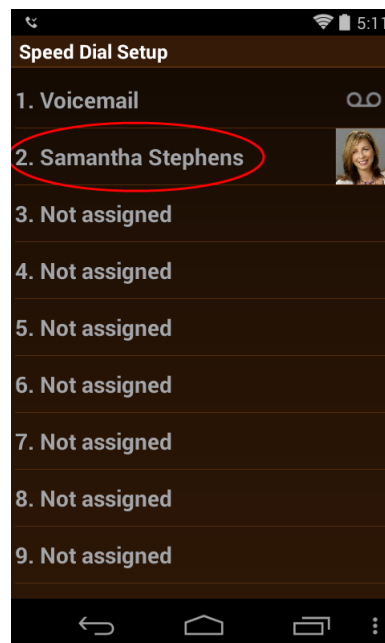 5:11
Speed Dial Setup
1. Voicemail
2. Samantha Stephens
3. Not assigned
4. Not assigned
5. Not assigned
6. Not assigned
7. Not assigned
8. Not assigned
9. Not assigned